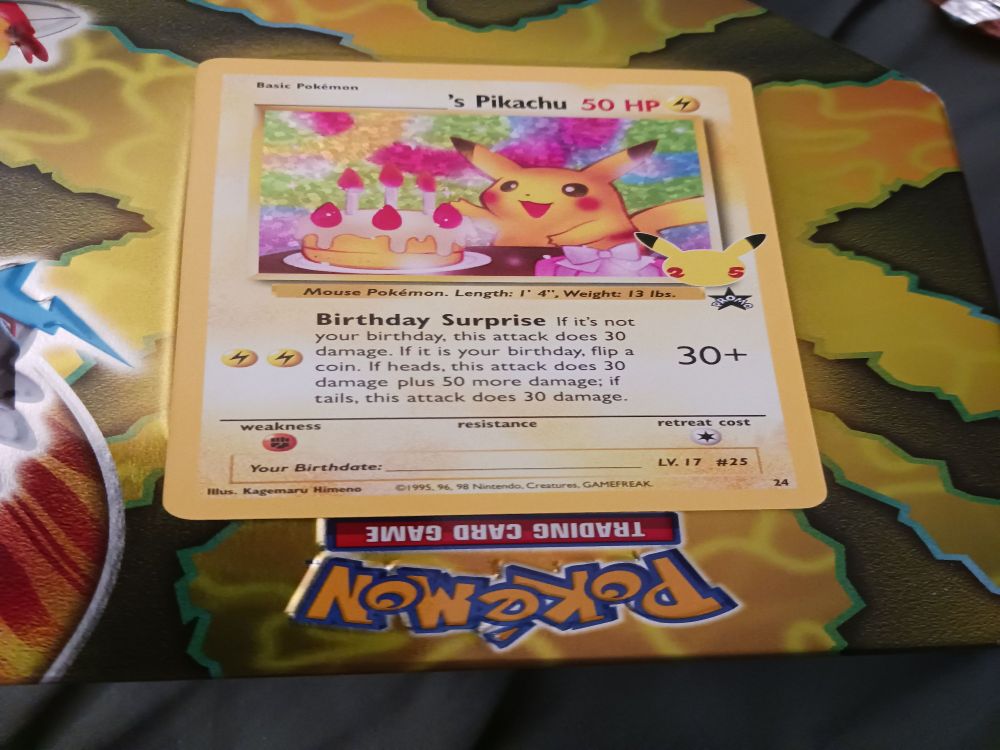 Basic Pokémon
's Pikachu 50 HP
25
PROMO
Mouse Pokémon. Length: 1' 4", Weight: 13 lbs.
Birthday Surprise If it's not
your birthday, this attack does 30
damage. If it is your birthday, flip a
coin. If heads, this attack does 30
damage plus 50 more damage; if
tails, this attack does 30 damage.
30+
weakness resistance retreat cost
Your Birthdate: LV. 17 #25
Illus. Kagemaru Himeno ©1995, 96, 98 Nintendo, Creatures, GAMEFREAK. 24
TRADING CARD GAME
POKéMON